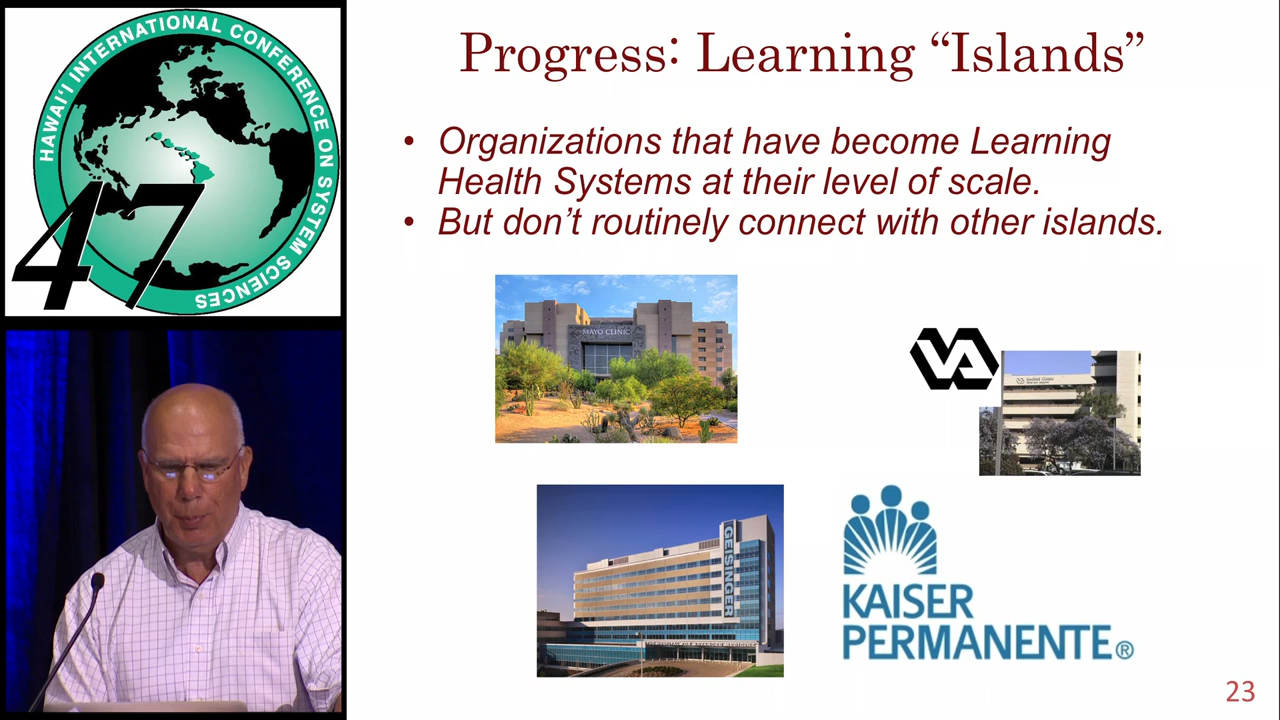 HAWAI'I INTERNATIONAL CONFERENCE ON SYSTEM SCIENCES
47
Progress: Learning “Islands”
• Organizations that have become Learning
Health Systems at their level of scale.
• But don’t routinely connect with other islands.
MAYO CLINIC
VA
GEISINGER
KAISER
PERMANENTE®
23